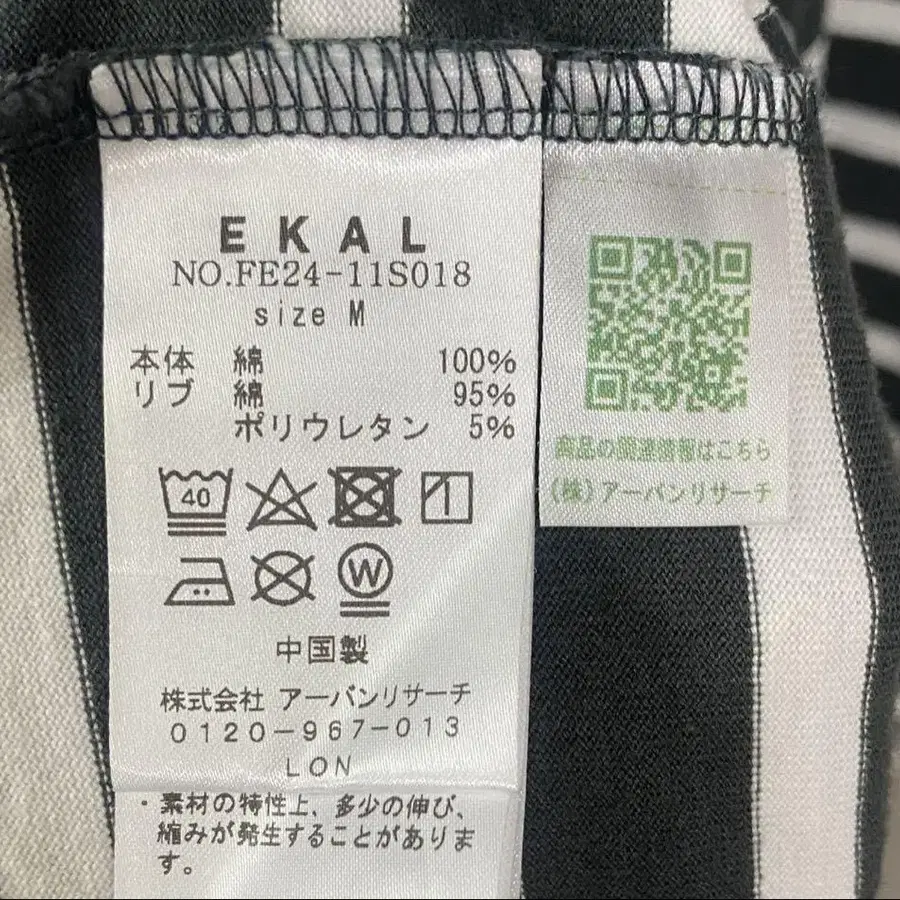 EKAL
NO.FE24-11S018
size M
本体 綿 100%
リブ 綿 95%
ポリウレタン 5%
40
W
中国製
株式会社 アーバンリサーチ
0120-967-013
LON
・素材の特性上、多少の伸び、
縮みが発生することがありま
す。
商品の関連情報はこちら
(株)アーバンリサーチ